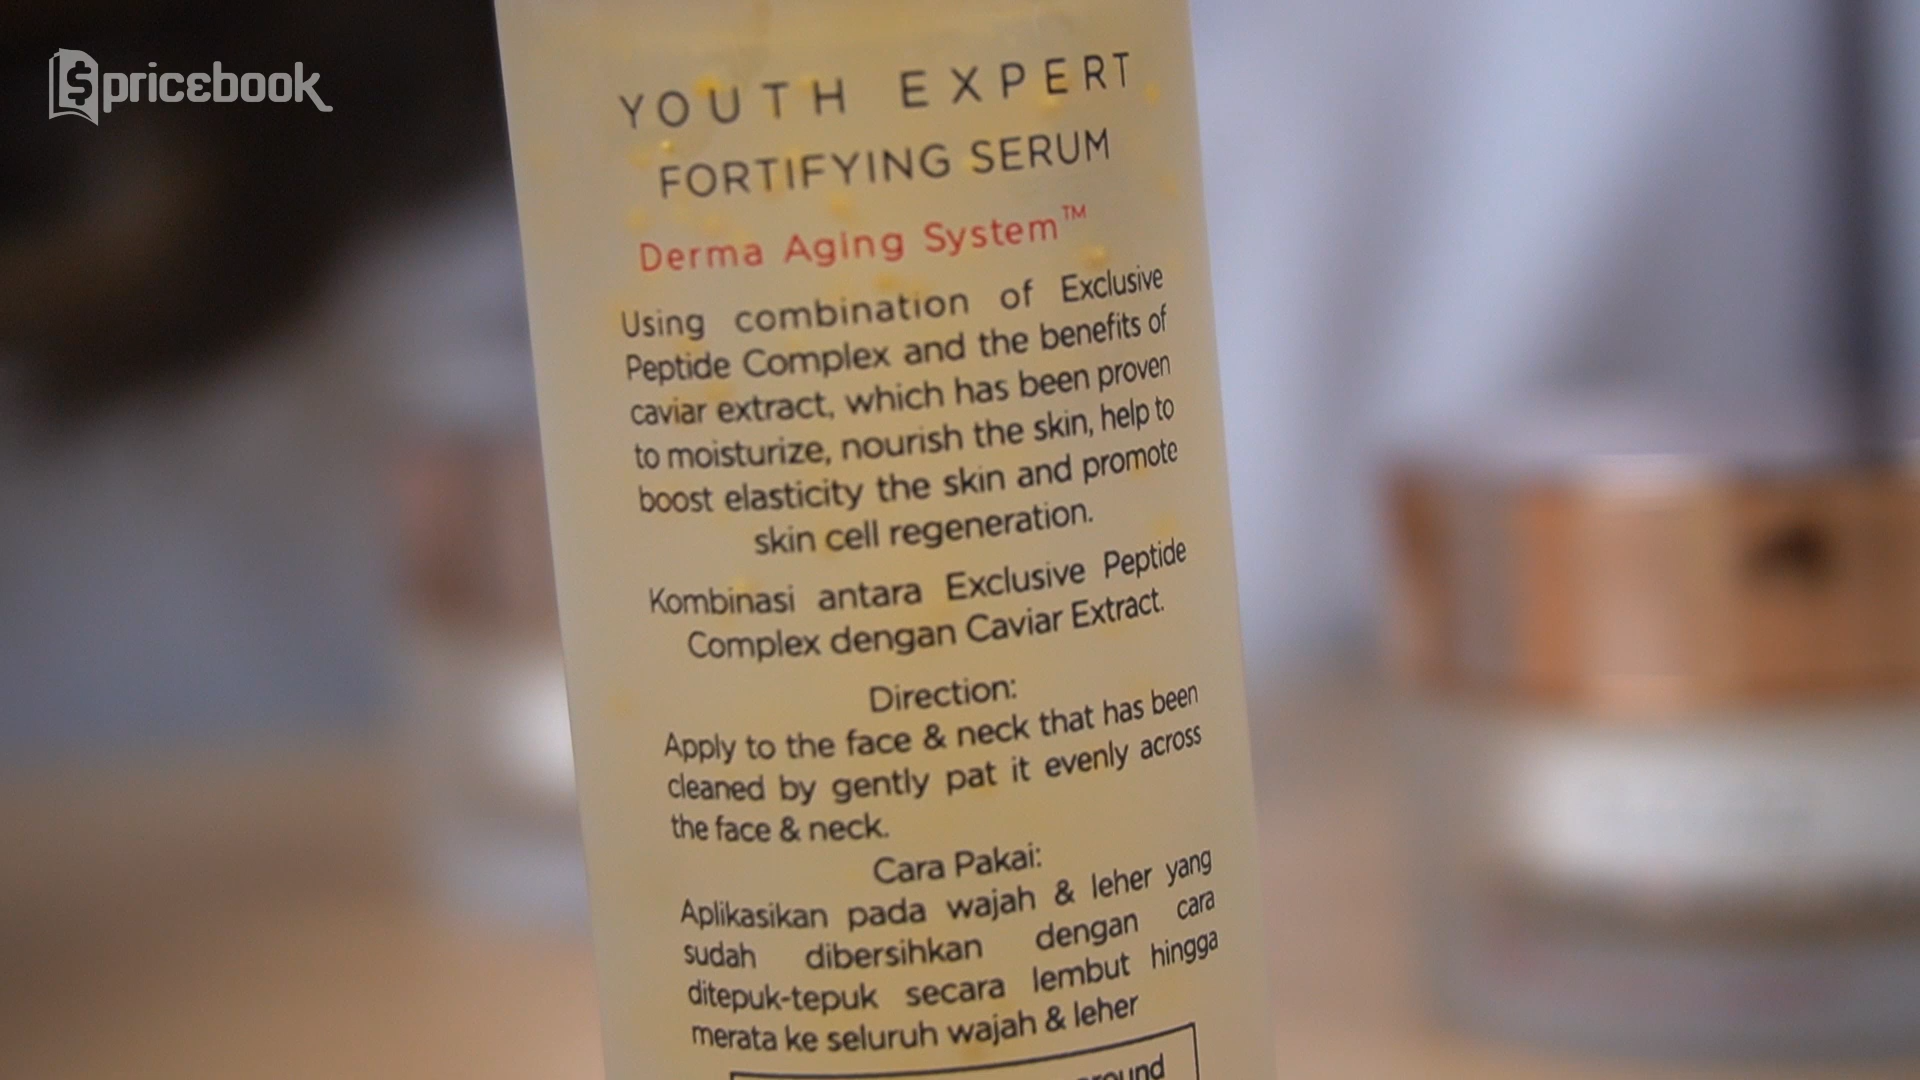 pricebook
YOUTH EXPERT
FORTIFYING SERUM
Derma Aging System™
Using combination of Exclusive
Peptide Complex and the benefits of
caviar extract, which has been proven
to moisturize, nourish the skin, help to
boost elasticity the skin and promote
skin cell regeneration.
Kombinasi antara Exclusive Peptide
Complex dengan Caviar Extract.
Direction:
Apply to the face & neck that has been
cleaned by gently pat it evenly across
the face & neck.
Cara Pakai:
Aplikasikan pada wajah & leher yang
sudah dibersihkan dengan cara
ditepuk-tepuk secara lembut hingga
merata ke seluruh wajah & leher